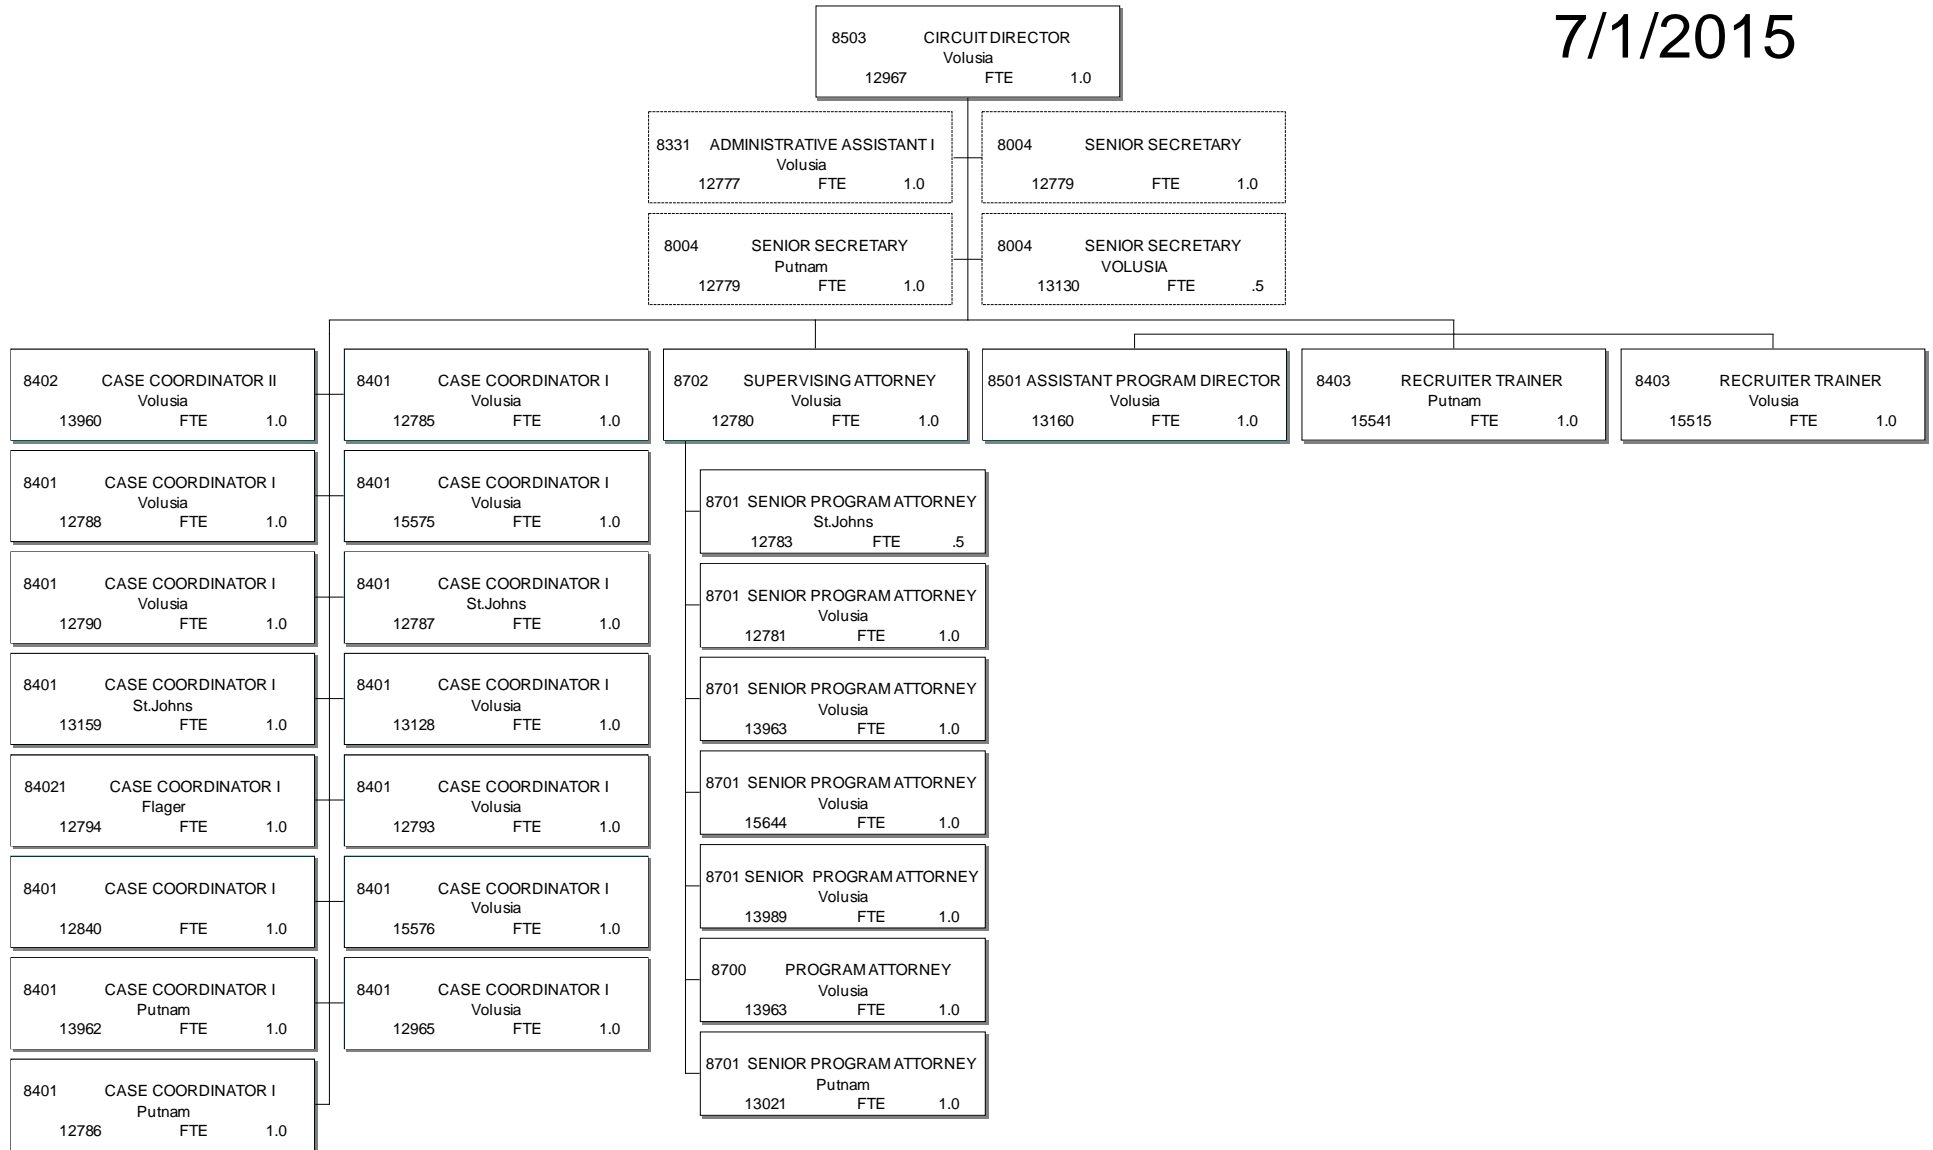 7/1/2015
8503 CIRCUIT DIRECTOR
Volusia
12967 FTE 1.0
8331 ADMINISTRATIVE ASSISTANT I
Volusia
12777 FTE 1.0
8004 SENIOR SECRETARY
12779 FTE 1.0
8004 SENIOR SECRETARY
Putnam
12779 FTE 1.0
8004 SENIOR SECRETARY
VOLUSIA
13130 FTE .5
8402 CASE COORDINATOR II
Volusia
13960 FTE 1.0
8401 CASE COORDINATOR I
Volusia
12785 FTE 1.0
8702 SUPERVISING ATTORNEY
Volusia
12780 FTE 1.0
8501 ASSISTANT PROGRAM DIRECTOR
Volusia
13160 FTE 1.0
8403 RECRUITER TRAINER
Putnam
15541 FTE 1.0
8403 RECRUITER TRAINER
Volusia
15515 FTE 1.0
8401 CASE COORDINATOR I
Volusia
12788 FTE 1.0
8401 CASE COORDINATOR I
Volusia
15575 FTE 1.0
8401 CASE COORDINATOR I
Volusia
12790 FTE 1.0
8401 CASE COORDINATOR I
St.Johns
12787 FTE 1.0
8401 CASE COORDINATOR I
St.Johns
13159 FTE 1.0
8401 CASE COORDINATOR I
Volusia
13128 FTE 1.0
84021 CASE COORDINATOR I
Flager
12794 FTE 1.0
8401 CASE COORDINATOR I
Volusia
12793 FTE 1.0
8401 CASE COORDINATOR I
12840 FTE 1.0
8401 CASE COORDINATOR I
Volusia
15576 FTE 1.0
8401 CASE COORDINATOR I
Putnam
13962 FTE 1.0
8401 CASE COORDINATOR I
Volusia
12965 FTE 1.0
8401 CASE COORDINATOR I
Putnam
12786 FTE 1.0
8701 SENIOR PROGRAM ATTORNEY
St.Johns
12783 FTE .5
8701 SENIOR PROGRAM ATTORNEY
Volusia
12781 FTE 1.0
8701 SENIOR PROGRAM ATTORNEY
Volusia
13963 FTE 1.0
8701 SENIOR PROGRAM ATTORNEY
Volusia
15644 FTE 1.0
8701 SENIOR PROGRAM ATTORNEY
Volusia
13989 FTE 1.0
8700 PROGRAM ATTORNEY
Volusia
13963 FTE 1.0
8701 SENIOR PROGRAM ATTORNEY
Putnam
13021 FTE 1.0